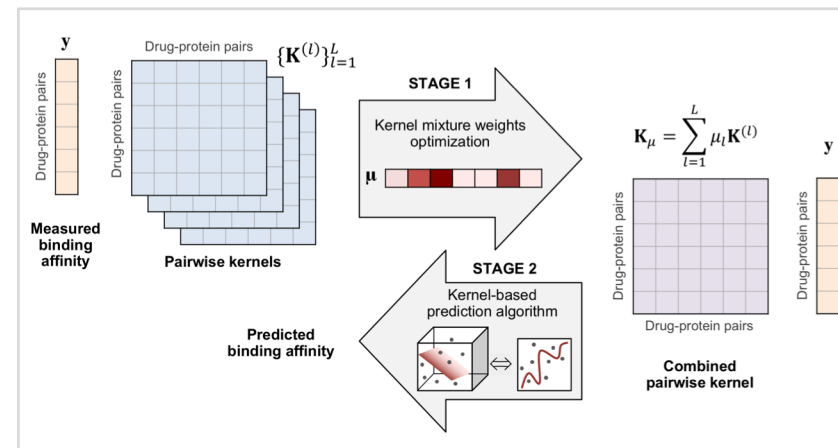 y
Drug-protein pairs
Measured
binding
affinity
Drug-protein pairs
Drug-protein pairs
{K^(l)}_{l=1}^L
Pairwise kernels
STAGE 1
Kernel mixture weights
optimization
μ
K_μ = ∑_{l=1}^{L} μ_l K^(l)
Drug-protein pairs
Drug-protein pairs
Combined
pairwise kernel
y
Drug-protein pairs
STAGE 2
Kernel-based
prediction algorithm
⇔
Predicted
binding affinity